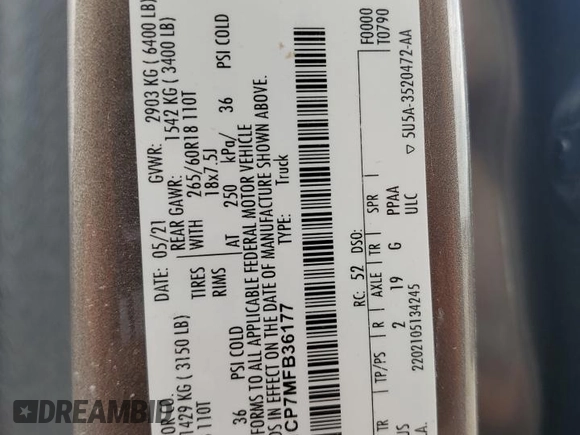 DATE: 05/21 GVWR: 2903 KG ( 6400 LB)
REAR GAWR: 1542 KG ( 3400 LB)
1429 KG ( 3150 LB) WITH 265/60R18 110T
110T TIRES 18x7.5J
RIMS
36 PSI COLD AT 250 kPa/ 36 PSI COLD
FORMS TO ALL APPLICABLE FEDERAL MOTOR VEHICLE
DS IN EFFECT ON THE DATE OF MANUFACTURE SHOWN ABOVE.
CP7MFB36177 TYPE: Truck
F0000
T0790
RC: 52 DSO:
TR TP/PS R AXLE TR SPR
2 19 G PPAA
US ULC
2202105134245
▽ 5U5A-3520472-AA
DREAMBID